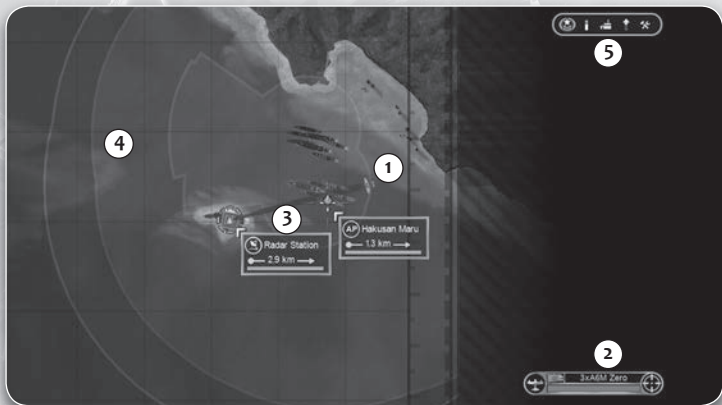 5
4
1
3
AP Hakusan Maru
1.3 km
Radar Station
2.9 km
2
3xA6M Zero